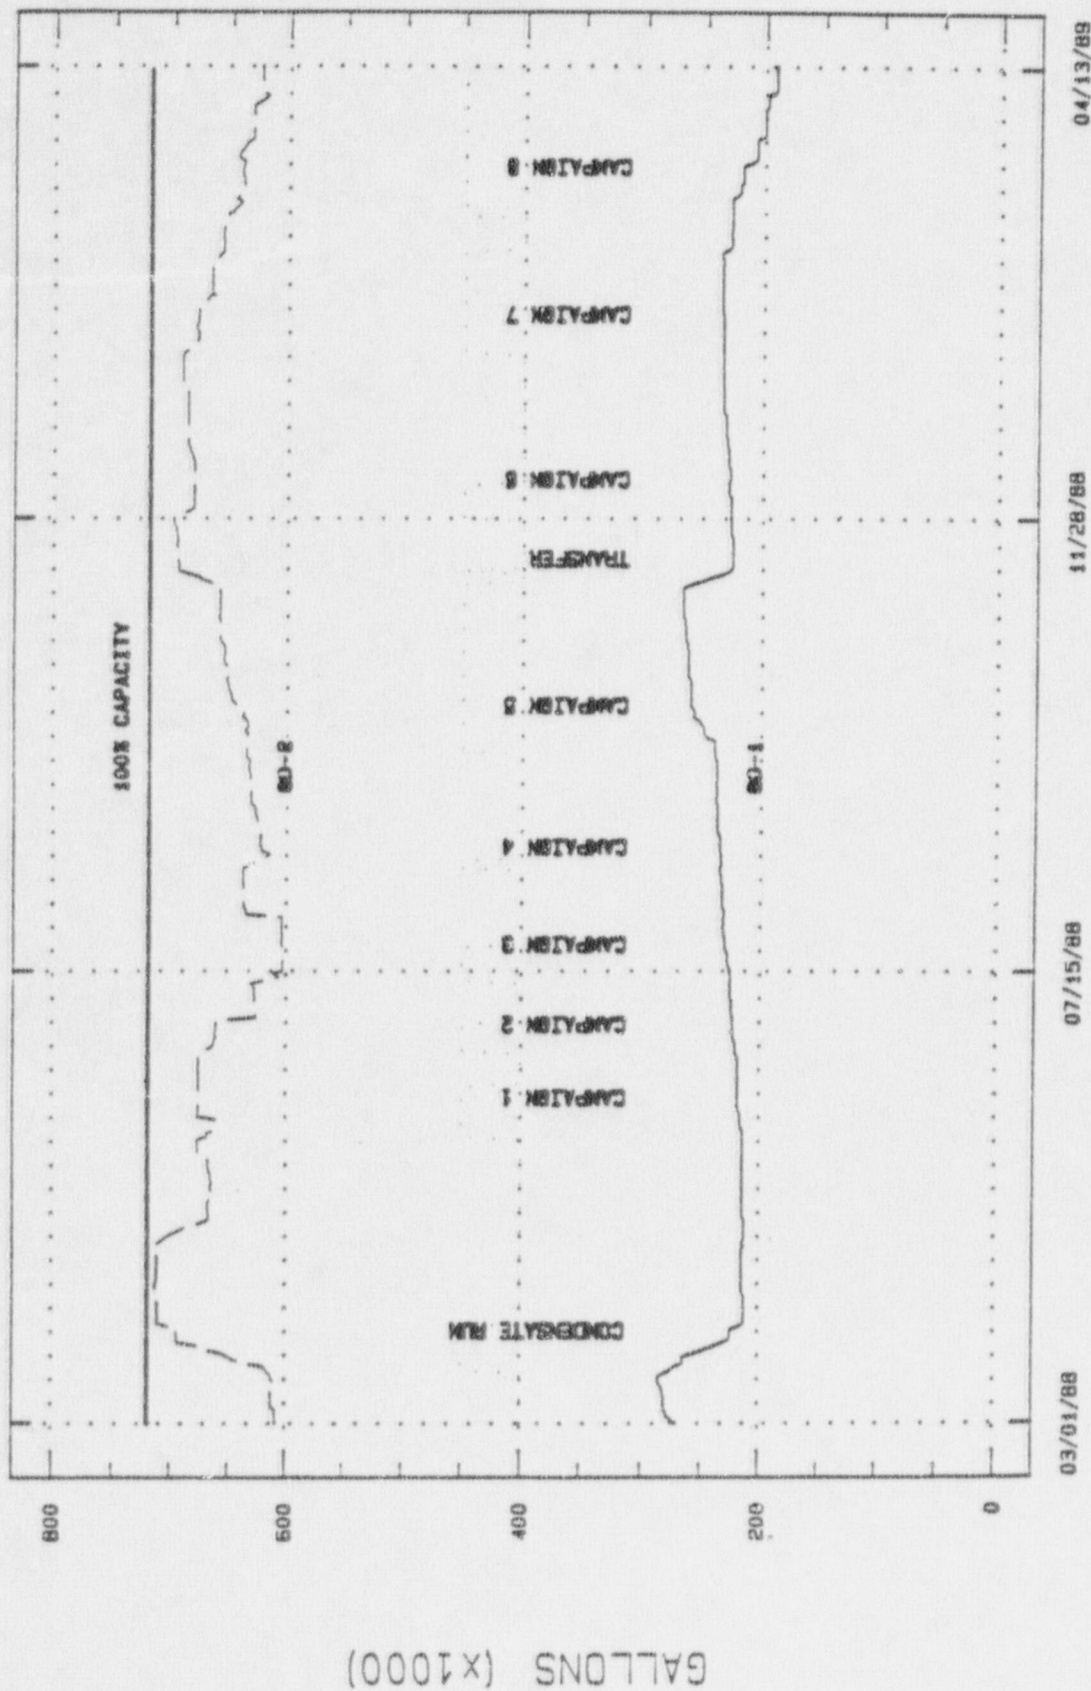 GALLONS (x1000)
800
600
400
200
0
100% CAPACITY
8D-2
8D-1
CONDENSATE RUN
CAMPAIGN 1
CAMPAIGN 2
CAMPAIGN 3
CAMPAIGN 4
CAMPAIGN 5
TRANSFER
CAMPAIGN 6
CAMPAIGN 7
CAMPAIGN 8
03/01/88
07/15/88
11/28/88
04/13/89